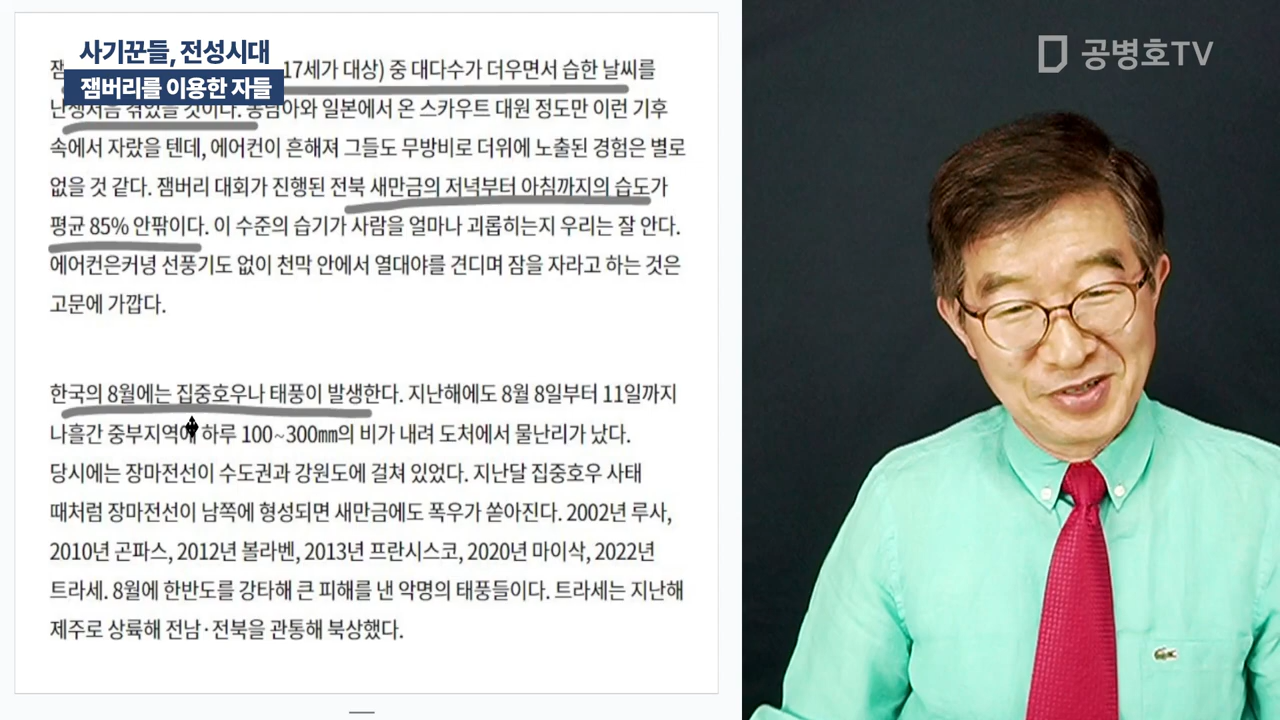 사기꾼들, 전성시대
잼버리를 이용한 자들
공병호TV
17세가 대상) 중 대다수가 더우면서 습한 날씨를
난생처음 겪었을 것이다. 동남아와 일본에서 온 스카우트 대원 정도만 이런 기후
속에서 자랐을 텐데, 에어컨이 흔해져 그들도 무방비로 더위에 노출된 경험은 별로
없을 것 같다. 잼버리 대회가 진행된 전북 새만금의 저녁부터 아침까지의 습도가
평균 85% 안팎이다. 이 수준의 습기가 사람을 얼마나 괴롭히는지 우리는 잘 안다.
에어컨은커녕 선풍기도 없이 천막 안에서 열대야를 견디며 잠을 자라고 하는 것은
고문에 가깝다.
한국의 8월에는 집중호우나 태풍이 발생한다. 지난해에도 8월 8일부터 11일까지
나흘간 중부지역에 하루 100~300㎜의 비가 내려 도처에서 물난리가 났다.
당시에는 장마전선이 수도권과 강원도에 걸쳐 있었다. 지난달 집중호우 사태
때처럼 장마전선이 남쪽에 형성되면 새만금에도 폭우가 쏟아진다. 2002년 루사,
2010년 곤파스, 2012년 볼라벤, 2013년 프란시스코, 2020년 마이삭, 2022년
트라세. 8월에 한반도를 강타해 큰 피해를 낸 악명의 태풍들이다. 트라세는 지난해
제주로 상륙해 전남·전북을 관통해 북상했다.